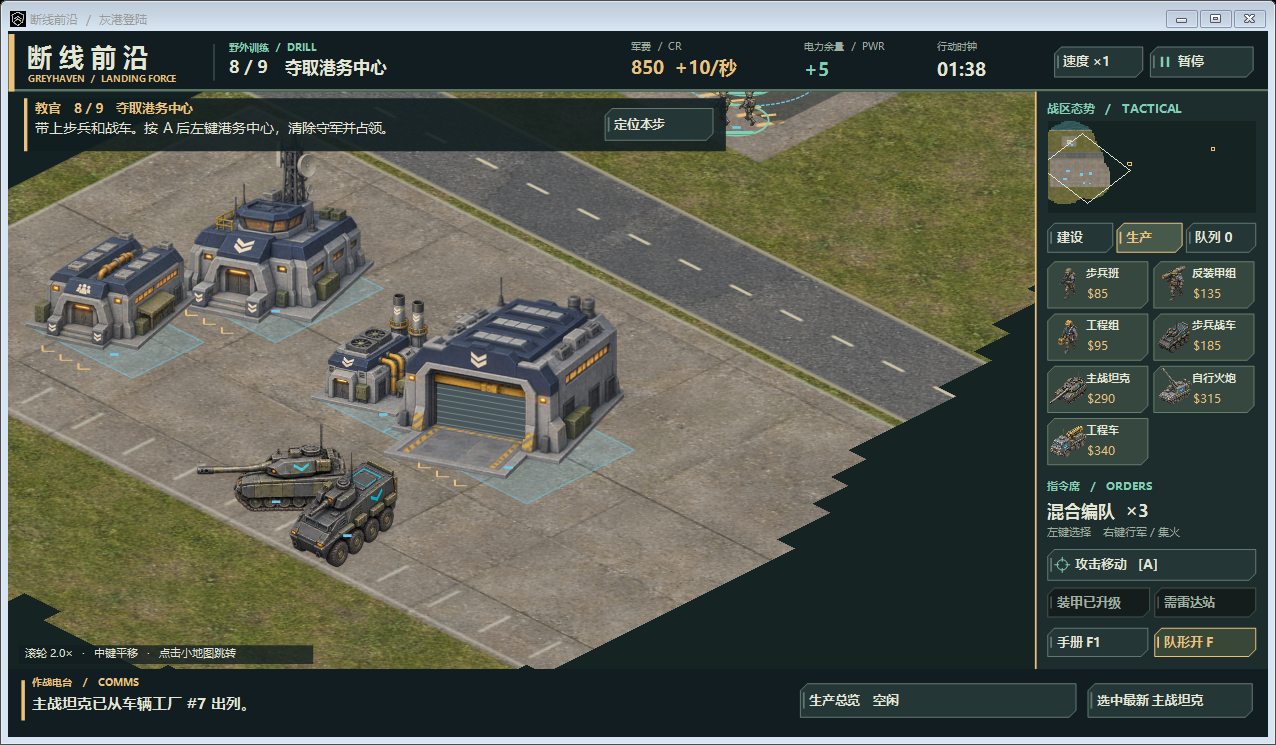 断线前沿 / 灰港登陆
断线前沿
GREYHAVEN / LANDING FORCE
野外训练 / DRILL
8 / 9 夺取港务中心
军费 / CR
850 +10/秒
电力余量 / PWR
+5
行动时钟
01:38
速度 ×1
暂停
教官 8 / 9 夺取港务中心
带上步兵和战车。按 A 后左键港务中心，清除守军并占领。
定位本步
战区态势 / TACTICAL
建设
生产
队列 0
步兵班
$85
反装甲组
$135
工程组
$95
步兵战车
$185
主战坦克
$290
自行火炮
$315
工程车
$340
指令席 / ORDERS
混合编队 ×3
左键选择 右键行军 / 集火
攻击移动 [A]
装甲已升级
需雷达站
手册 F1
队形开 F
滚轮 2.0× · 中键平移 · 点击小地图跳转
作战电台 / COMMS
主战坦克已从车辆工厂 #7 出列。
生产总览 空闲
选中最新 主战坦克